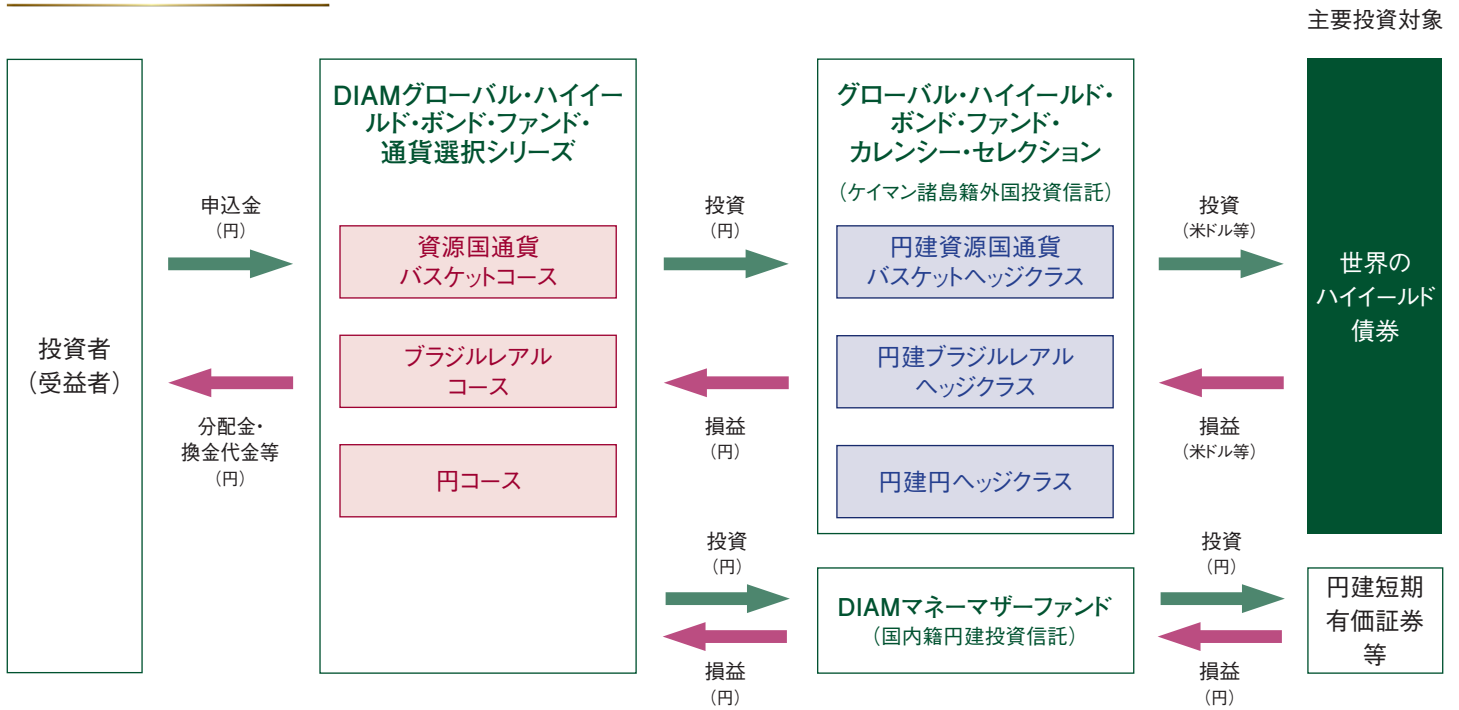 主要投資対象
投資者
（受益者）
申込金
（円）
分配金・
換金代金等
（円）
DIAMグローバル・ハイイー
ルド・ボンド・ファンド・
通貨選択シリーズ
資源国通貨
バスケットコース
ブラジルレアル
コース
円コース
投資
（円）
損益
（円）
投資
（円）
損益
（円）
グローバル・ハイイールド・
ボンド・ファンド・
カレンシー・セレクション
（ケイマン諸島籍外国投資信託）
円建資源国通貨
バスケットヘッジクラス
円建ブラジルレアル
ヘッジクラス
円建円ヘッジクラス
DIAMマネーマザーファンド
（国内籍円建投資信託）
投資
（米ドル等）
損益
（米ドル等）
投資
（円）
損益
（円）
世界の
ハイイールド
債券
円建短期
有価証券
等